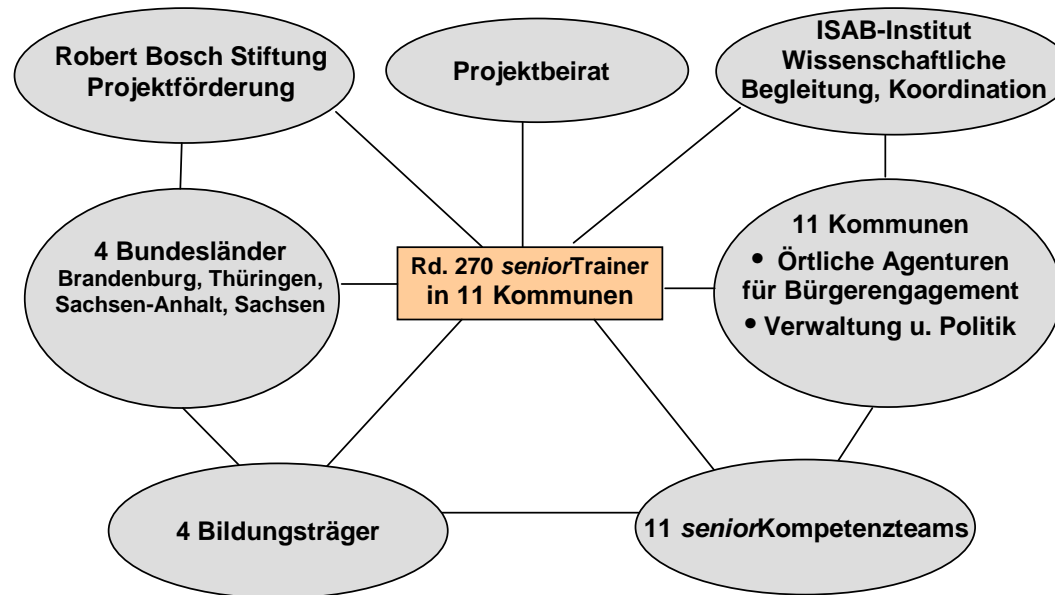 Robert Bosch Stiftung
Projektförderung
Projektbeirat
ISAB-Institut
Wissenschaftliche
Begleitung, Koordination
4 Bundesländer
Brandenburg, Thüringen,
Sachsen-Anhalt, Sachsen
Rd. 270 seniorTrainer
in 11 Kommunen
11 Kommunen
• Örtliche Agenturen
für Bürgerengagement
• Verwaltung u. Politik
4 Bildungsträger
11 seniorKompetenzteams